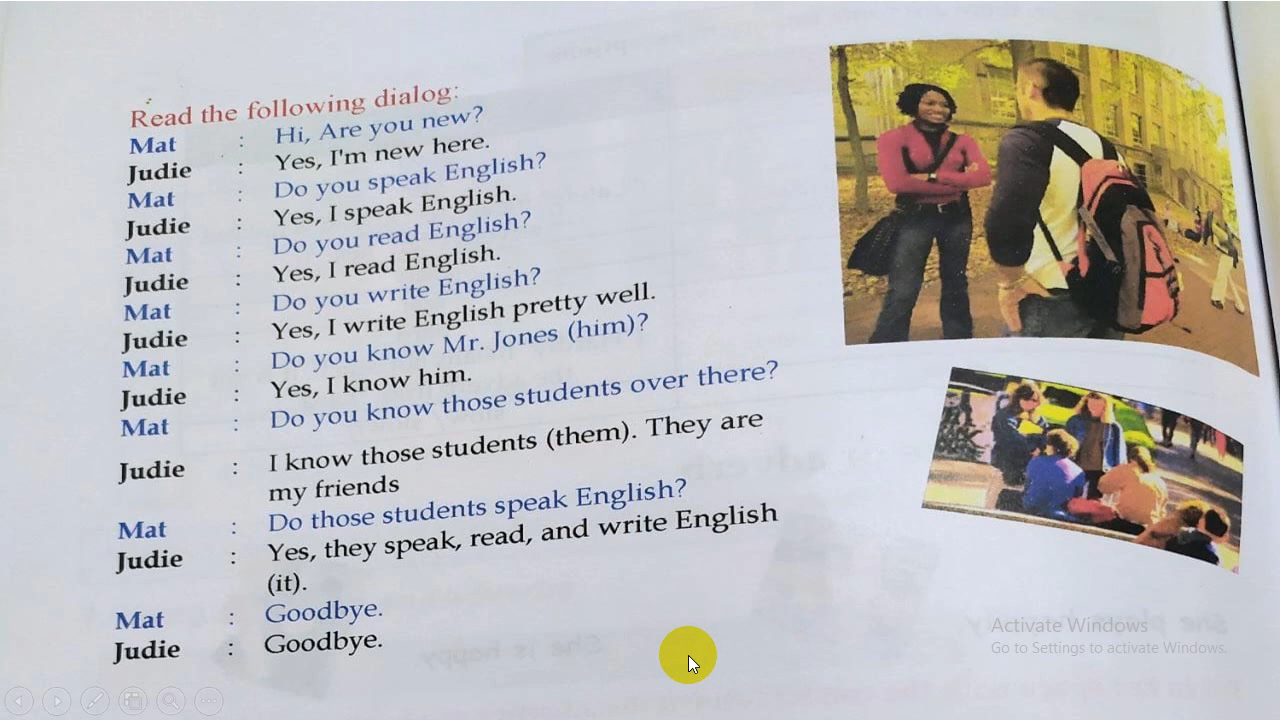 Read the following dialog:
Mat : Hi, Are you new?
Judie : Yes, I'm new here.
Mat : Do you speak English?
Judie : Yes, I speak English.
Mat : Do you read English?
Judie : Yes, I read English.
Mat : Do you write English?
Judie : Yes, I write English pretty well.
Mat : Do you know Mr. Jones (him)?
Judie : Yes, I know him.
Mat : Do you know those students over there?
Judie : I know those students (them). They are
my friends
Mat : Do those students speak English?
Judie : Yes, they speak, read, and write English
(it).
Mat : Goodbye.
Judie : Goodbye.
Activate Windows
Go to Settings to activate Windows.